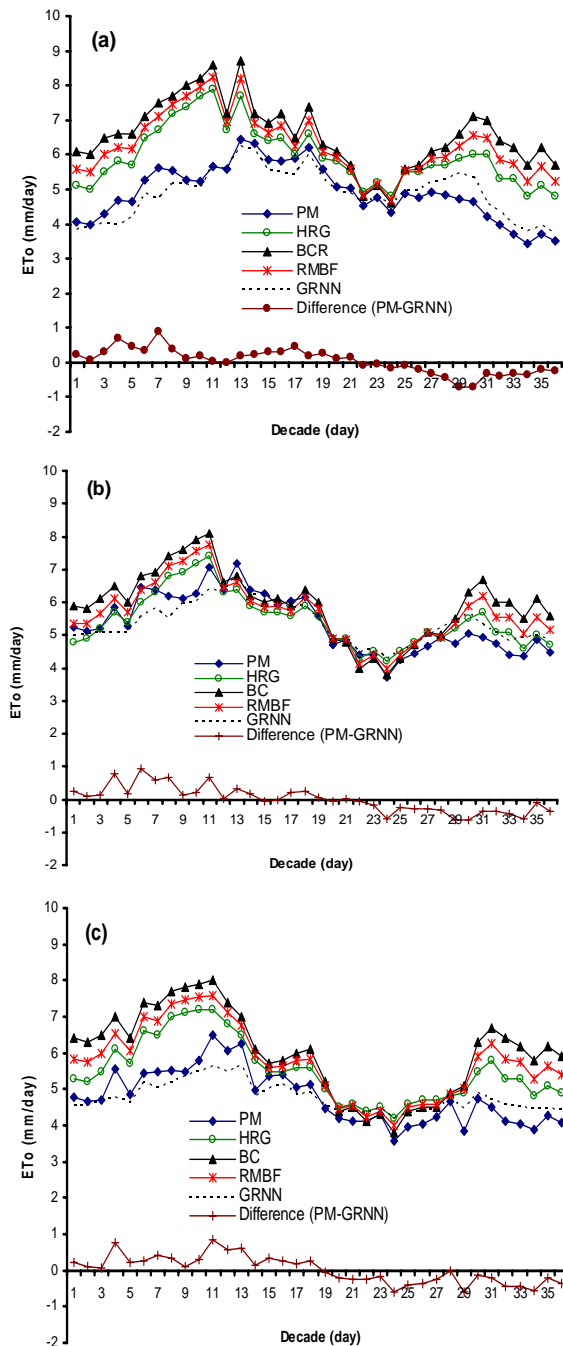 (a)
10
9
8
7
6
5
4
3
2
1
0
-1
-2
ETo (mm/day)
PM
HRG
BCR
RMBF
GRNN
Difference (PM-GRNN)
1 3 5 7 9 11 13 15 17 19 21 23 25 27 29 31 33 35
Decade (day)
(b)
10
9
8
7
6
5
4
3
2
1
0
-1
-2
ETo (mm/day)
PM
HRG
BC
RMBF
GRNN
Difference (PM-GRNN)
1 3 5 7 9 11 13 15 17 19 21 23 25 27 29 31 33 35
Decade (day)
(c)
10
9
8
7
6
5
4
3
2
1
0
-1
-2
ETo (mm/day)
PM
HRG
BC
RMBF
GRNN
Difference (PM-GRNN)
1 3 5 7 9 11 13 15 17 19 21 23 25 27 29 31 33 35
Decade (day)